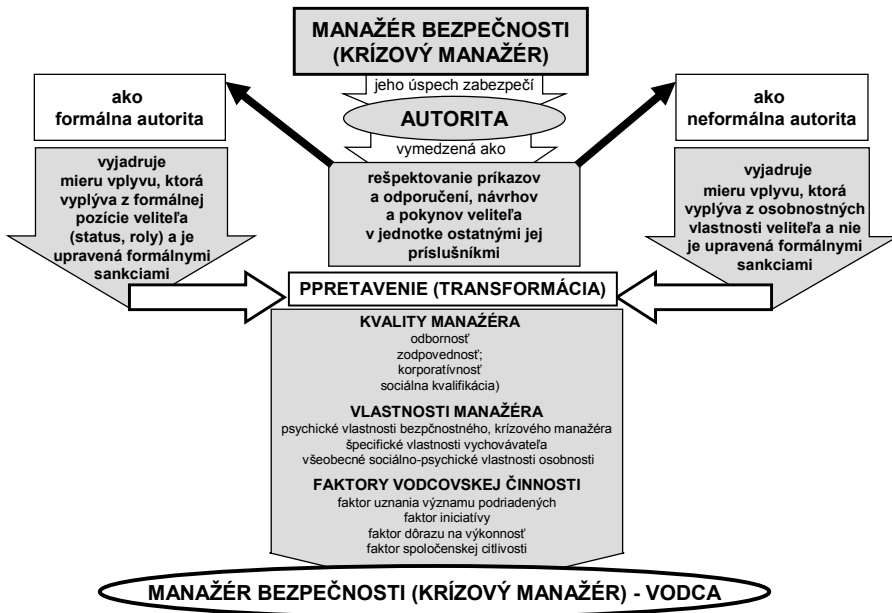 MANAŽÉR BEZPEČNOSTI
(KRÍZOVÝ MANAŽÉR)
jeho úspech zabezpečí
AUTORITA
vymedzená ako
ako
formálna autorita
ako
neformálna autorita
vyjadruje
mieru vplyvu, ktorá
vyplýva z formálnej
pozície veliteľa
(status, roly) a je
upravená formálnymi
sankciami
rešpektovanie príkazov
a odporučení, návrhov
a pokynov veliteľa
v jednotke ostatnými jej
príslušníkmi
vyjadruje
mieru vplyvu, ktorá
vyplýva z osobnostných
vlastnosti veliteľa a nie
je upravená formálnymi
sankciami
PPRETAVENIE (TRANSFORMÁCIA)
KVALITY MANAŹÉRA
odbornosť
zodpovednosť;
korporatívnosť
sociálna kvalifikácia)
VLASTNOSTI MANAŽÉRA
psychické vlastnosti bezpčnostného, krízového manažéra
špecifické vlastnosti vychovávateľa
všeobecné sociálno-psychické vlastnosti osobnosti
FAKTORY VODCOVSKEJ ČINNOSTI
faktor uznania významu podriadených
faktor iniciatívy
faktor dôrazu na výkonnosť
faktor spoločenskej citlivosti
MANAŽÉR BEZPEČNOSTI (KRÍZOVÝ MANAŽÉR) - VODCA